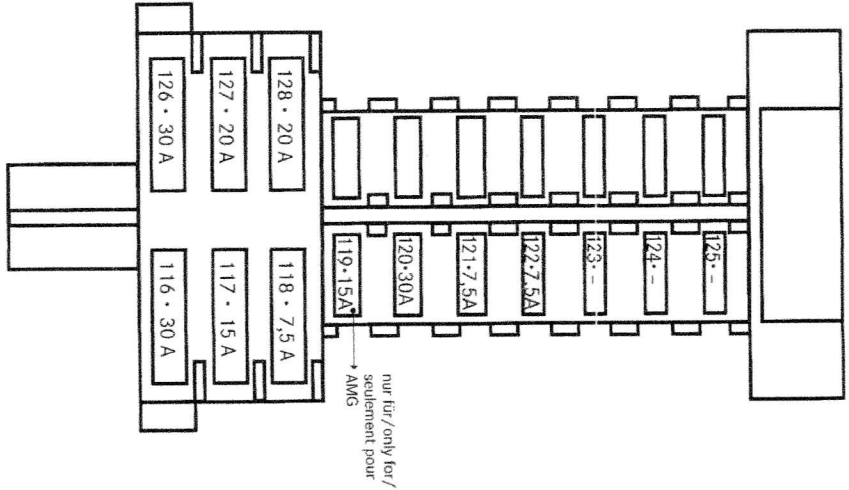 126 • 30 A
127 • 20 A
128 • 20 A
116 • 30 A
117 • 15 A
118 • 7,5 A
119•15A
120•30A
121•7,5A
122•7,5A
123•–
124•–
125•–
nur für/only for/
seulement pour
AMG